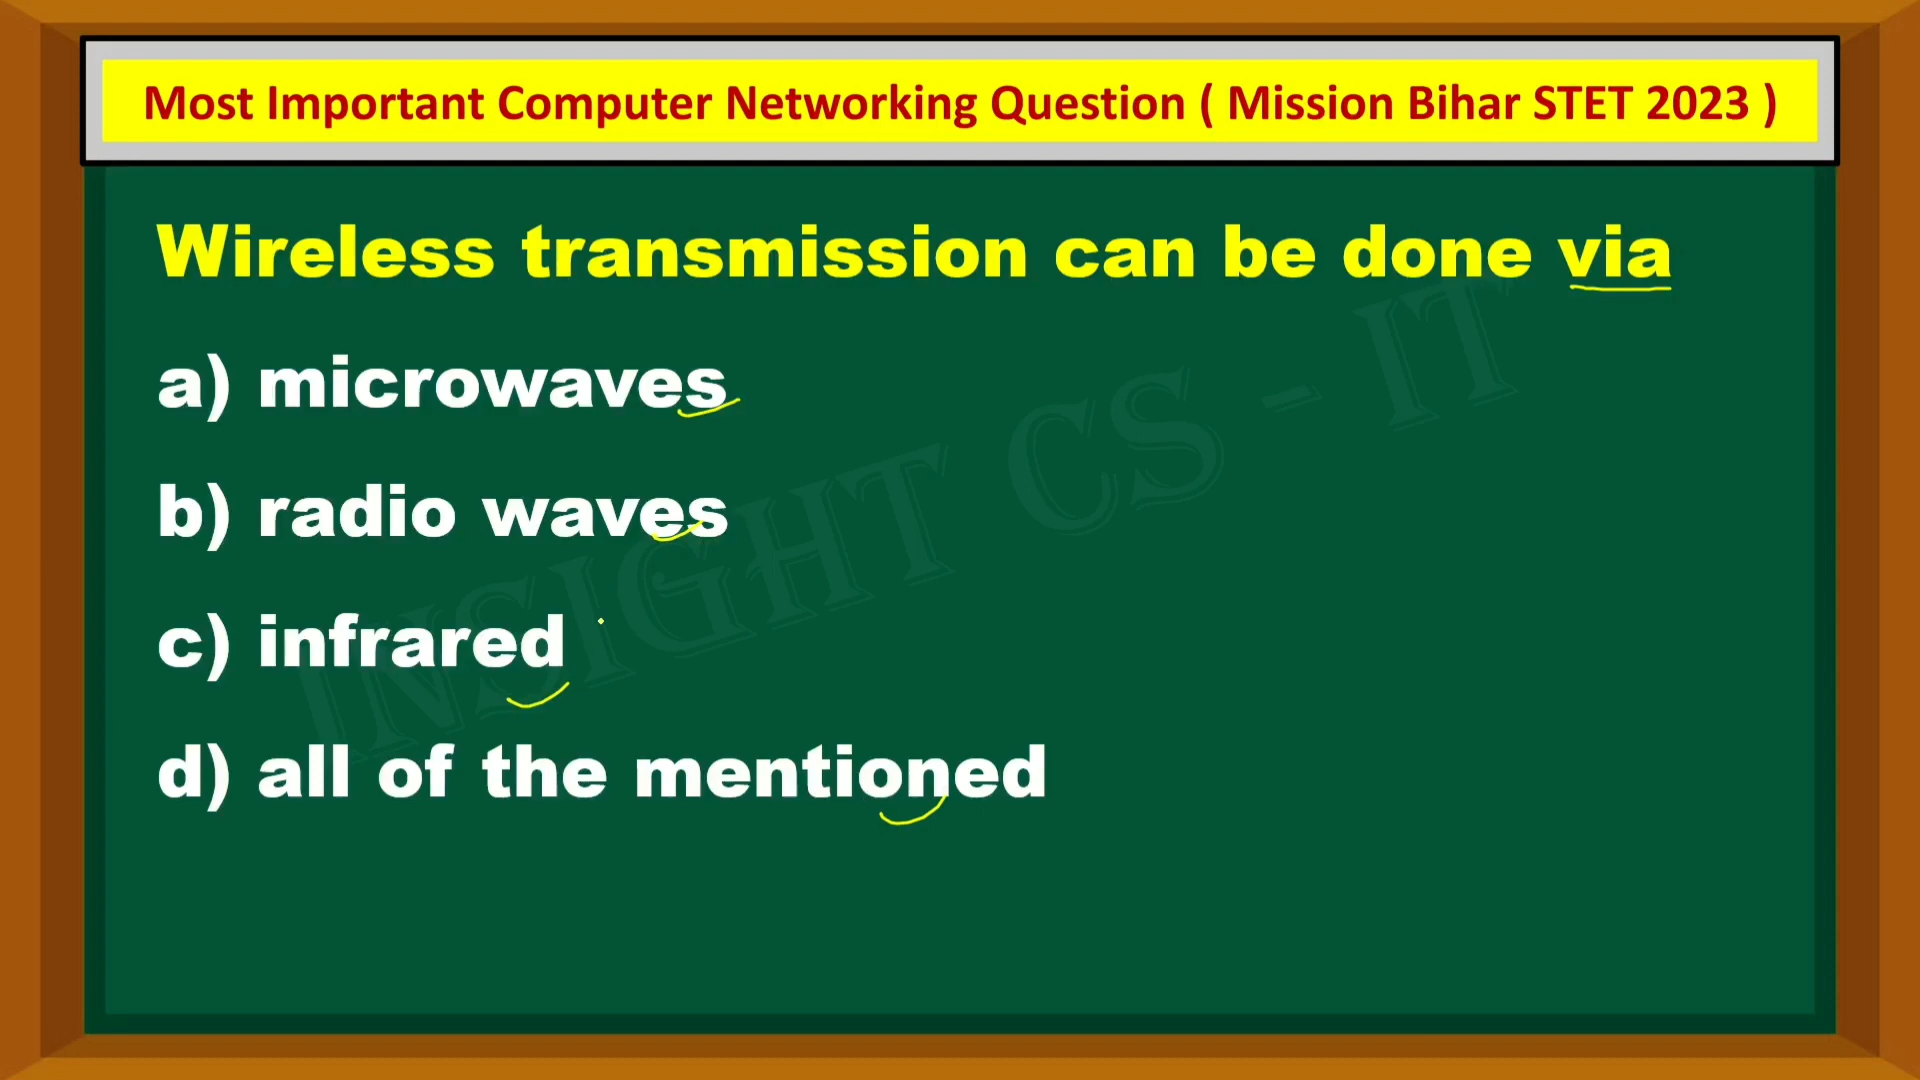 Most Important Computer Networking Question ( Mission Bihar STET 2023 )
Wireless transmission can be done via
a) microwaves
b) radio waves
c) infrared
d) all of the mentioned
INSIGHT CS - IT